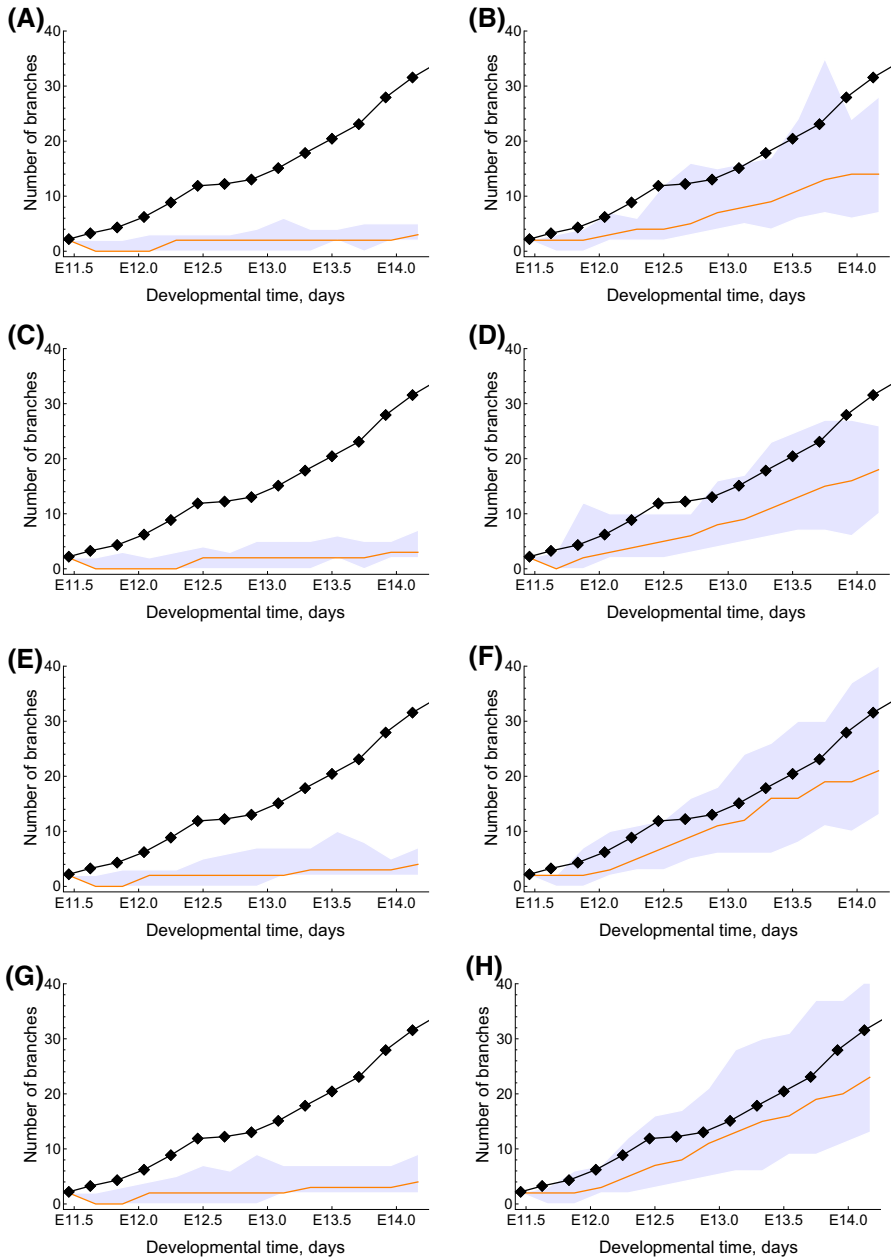 (A)
Number of branches
40
30
20
10
0
E11.5 E12.0 E12.5 E13.0 E13.5 E14.0
Developmental time, days
(B)
Number of branches
40
30
20
10
0
E11.5 E12.0 E12.5 E13.0 E13.5 E14.0
Developmental time, days
(C)
Number of branches
40
30
20
10
0
E11.5 E12.0 E12.5 E13.0 E13.5 E14.0
Developmental time, days
(D)
Number of branches
40
30
20
10
0
E11.5 E12.0 E12.5 E13.0 E13.5 E14.0
Developmental time, days
(E)
Number of branches
40
30
20
10
0
E11.5 E12.0 E12.5 E13.0 E13.5 E14.0
Developmental time, days
(F)
Number of branches
40
30
20
10
0
E11.5 E12.0 E12.5 E13.0 E13.5 E14.0
Developmental time, days
(G)
Number of branches
40
30
20
10
0
E11.5 E12.0 E12.5 E13.0 E13.5 E14.0
Developmental time, days
(H)
Number of branches
40
30
20
10
0
E11.5 E12.0 E12.5 E13.0 E13.5 E14.0
Developmental time, days